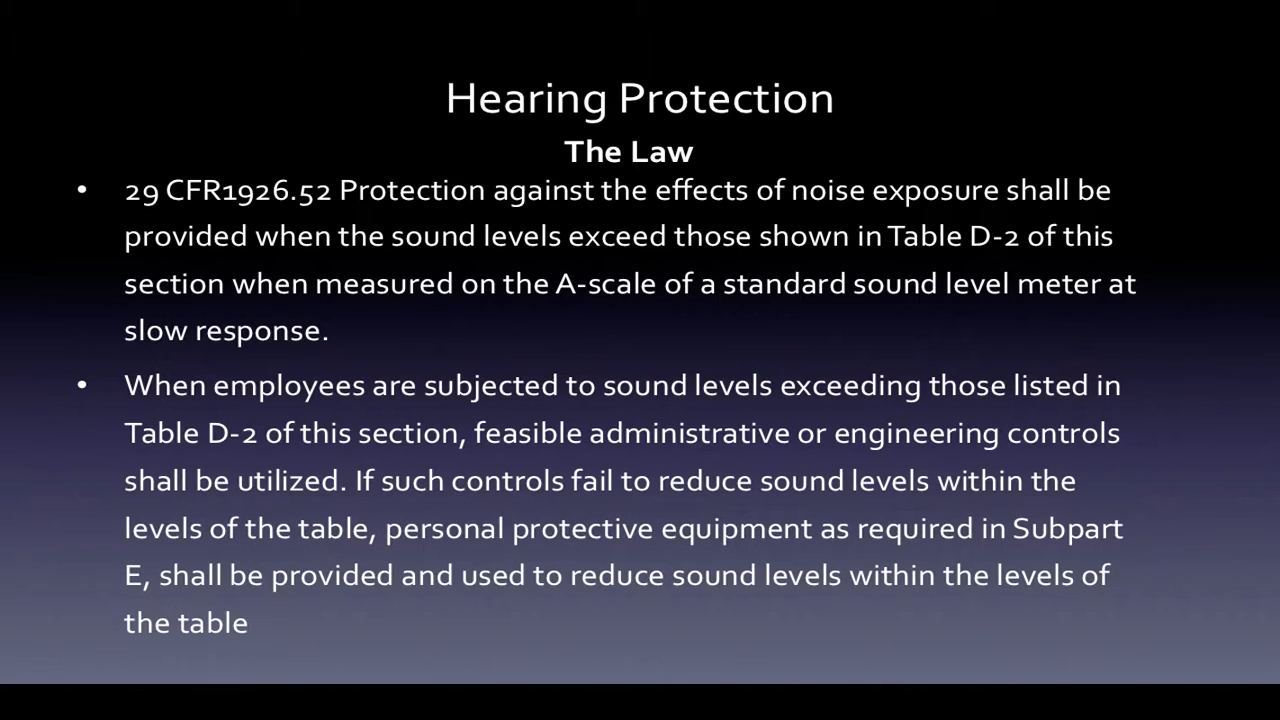 Hearing Protection
The Law
• 29 CFR1926.52 Protection against the effects of noise exposure shall be
provided when the sound levels exceed those shown in Table D-2 of this
section when measured on the A-scale of a standard sound level meter at
slow response.
• When employees are subjected to sound levels exceeding those listed in
Table D-2 of this section, feasible administrative or engineering controls
shall be utilized. If such controls fail to reduce sound levels within the
levels of the table, personal protective equipment as required in Subpart
E, shall be provided and used to reduce sound levels within the levels of
the table